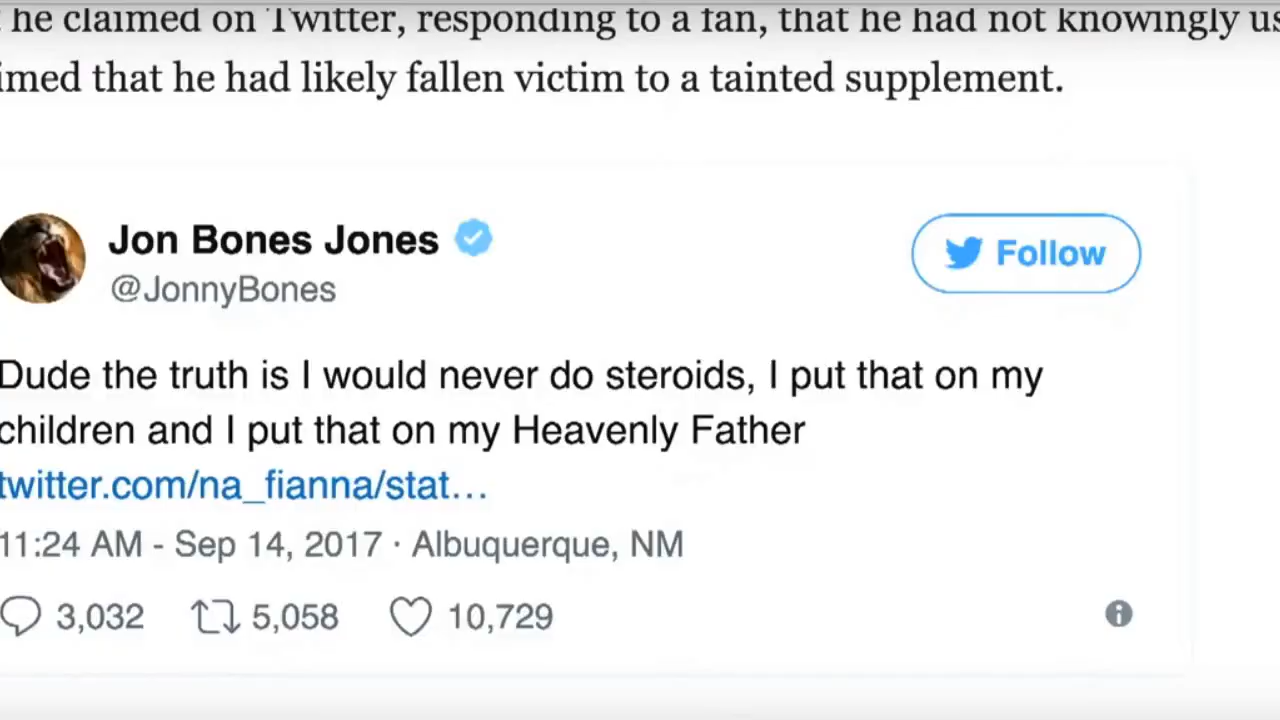 he claimed on Twitter, responding to a fan, that he had not knowingly
that he had likely fallen victim to a tainted supplement.
Jon Bones Jones
@JonnyBones
Follow
Dude the truth is I would never do steroids, I put that on my
children and I put that on my Heavenly Father
twitter.com/na_fianna/stat...
11:24 AM - Sep 14, 2017 · Albuquerque, NM
3,032 5,058 10,729